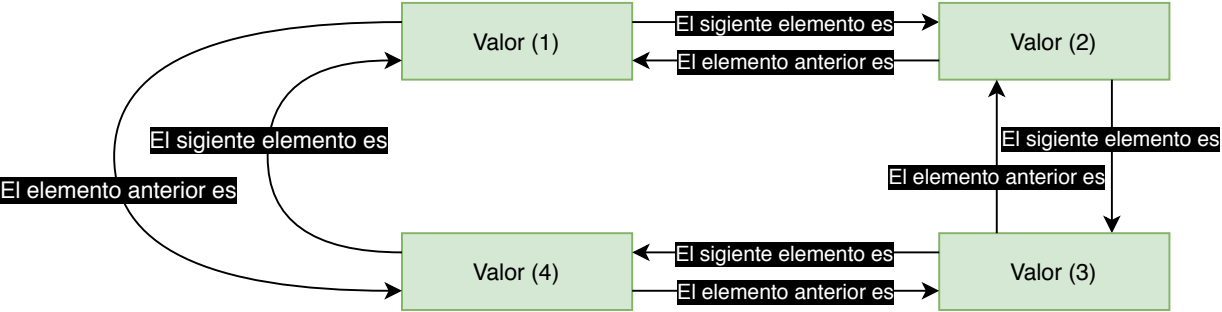 Valor (1)
El sigiente elemento es
Valor (2)
El elemento anterior es
El sigiente elemento es
El sigiente elemento es
El elemento anterior es
El elemento anterior es
Valor (4)
El sigiente elemento es
Valor (3)
El elemento anterior es